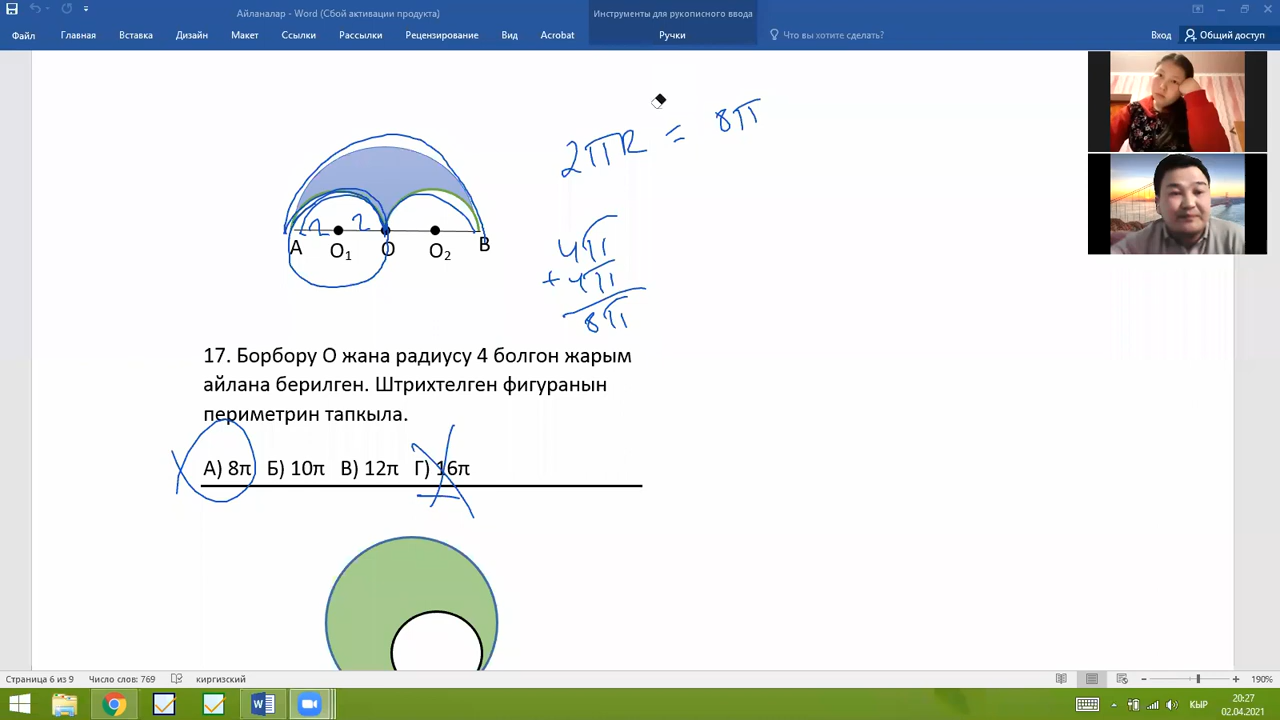 Айланалар - Word (Сбой активации продукта)
Инструменты для рукописного ввода
Файл Главная Вставка Дизайн Макет Ссылки Рассылки Рецензирование Вид Acrobat Ручки Что вы хотите сделать? Вход Общий доступ
2πR = 8π
2 2
A O₁ O O₂ B
4π
+ 4π
8π
17. Борбору О жана радиусу 4 болгон жарым
айлана берилген. Штрихтелген фигуранын
периметрин тапкыла.
А) 8π Б) 10π В) 12π Г) 16π
Страница 6 из 9 Число слов: 769 киргизский 190%
КЫР
20:27
02.04.2021